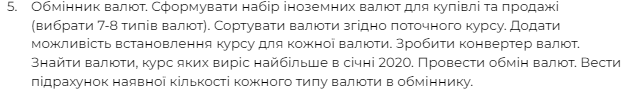 5. Обмінник валют. Сформувати набір іноземних валют для купівлі та продажі
(вибрати 7-8 типів валют). Сортувати валюти згідно поточного курсу. Додати
можливість встановлення курсу для кожної валюти. Зробити конвертер валют.
Знайти валюти, курс яких виріс найбільше в січні 2020. Провести обмін валют. Вести
підрахунок наявної кількості кожного типу валюти в обміннику.